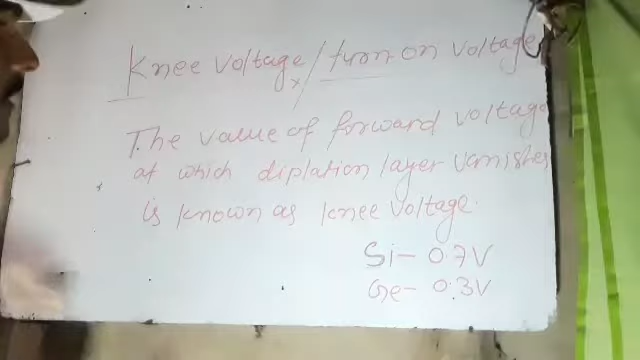 Knee voltage / turn on voltage
The value of forward voltage
at which diplation layer vanishes
is known as knee voltage.
Si - 0.7V
Ge - 0.3V